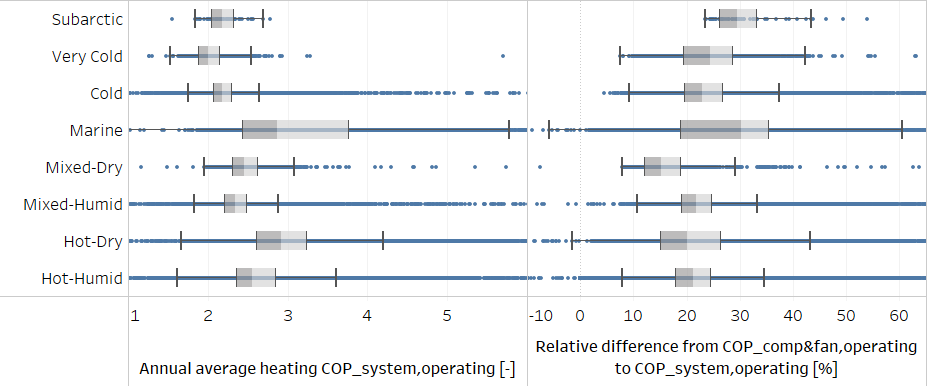 Subarctic
Very Cold
Cold
Marine
Mixed-Dry
Mixed-Humid
Hot-Dry
Hot-Humid
1 2 3 4 5 -10 0 10 20 30 40 50 60
Annual average heating COP_system,operating [-]
Relative difference from COP_comp&fan,operating
to COP_system,operating [%]